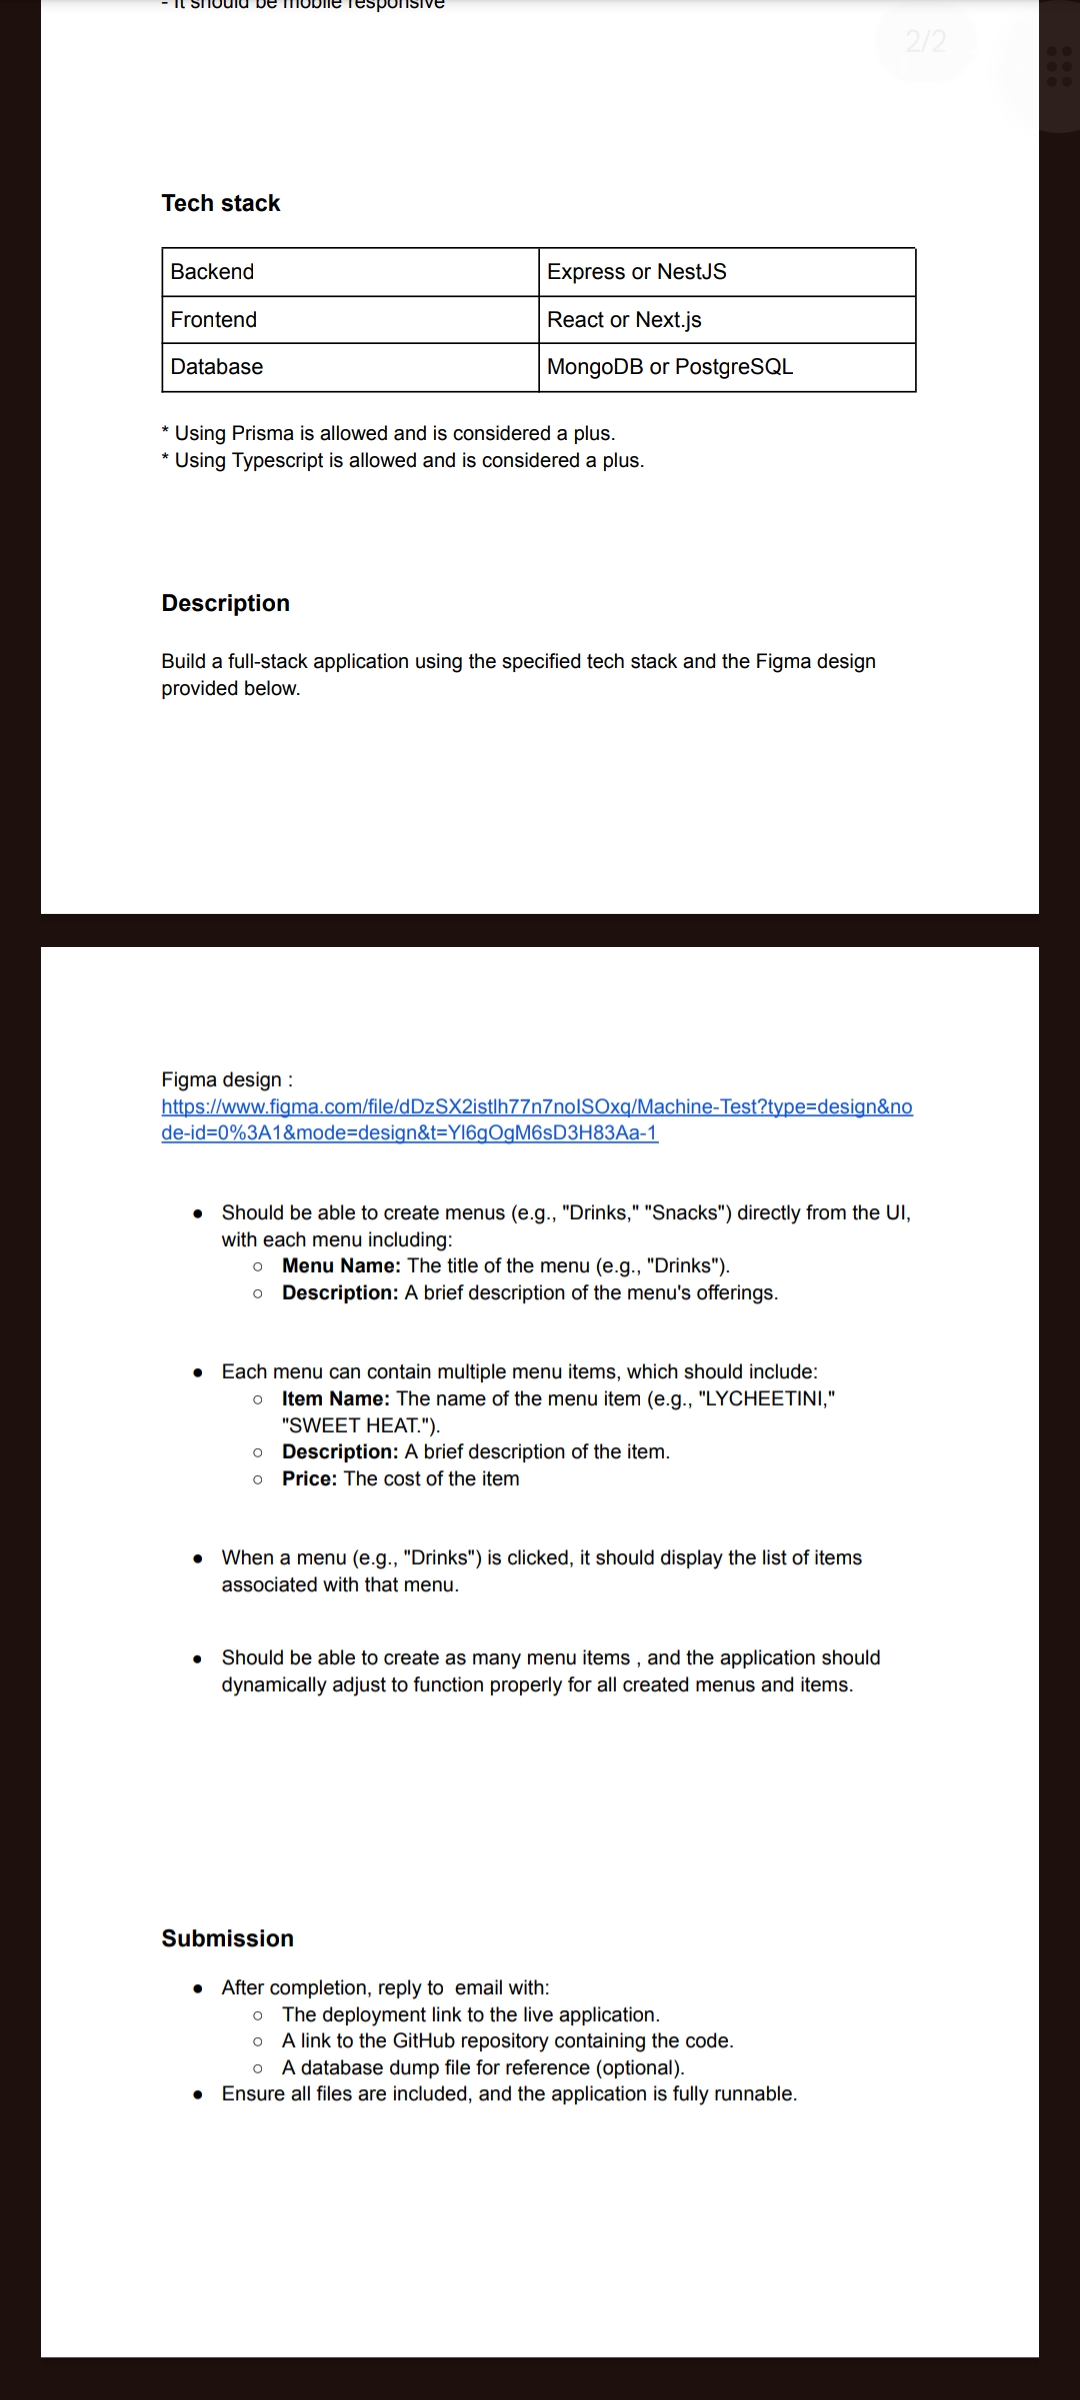 - It should be mobile responsive
2/2
Tech stack
Backend Express or NestJS
Frontend React or Next.js
Database MongoDB or PostgreSQL
* Using Prisma is allowed and is considered a plus.
* Using Typescript is allowed and is considered a plus.
Description
Build a full-stack application using the specified tech stack and the Figma design
provided below.
Figma design :
https://www.figma.com/file/dDzSX2istlh77n7nolSOxq/Machine-Test?type=design&no
de-id=0%3A1&mode=design&t=Yl6gOgM6sD3H83Aa-1
● Should be able to create menus (e.g., "Drinks," "Snacks") directly from the UI,
with each menu including:
○ Menu Name: The title of the menu (e.g., "Drinks").
○ Description: A brief description of the menu's offerings.
● Each menu can contain multiple menu items, which should include:
○ Item Name: The name of the menu item (e.g., "LYCHEETINI,"
"SWEET HEAT.").
○ Description: A brief description of the item.
○ Price: The cost of the item
● When a menu (e.g., "Drinks") is clicked, it should display the list of items
associated with that menu.
● Should be able to create as many menu items , and the application should
dynamically adjust to function properly for all created menus and items.
Submission
● After completion, reply to  email with:
○ The deployment link to the live application.
○ A link to the GitHub repository containing the code.
○ A database dump file for reference (optional).
● Ensure all files are included, and the application is fully runnable.